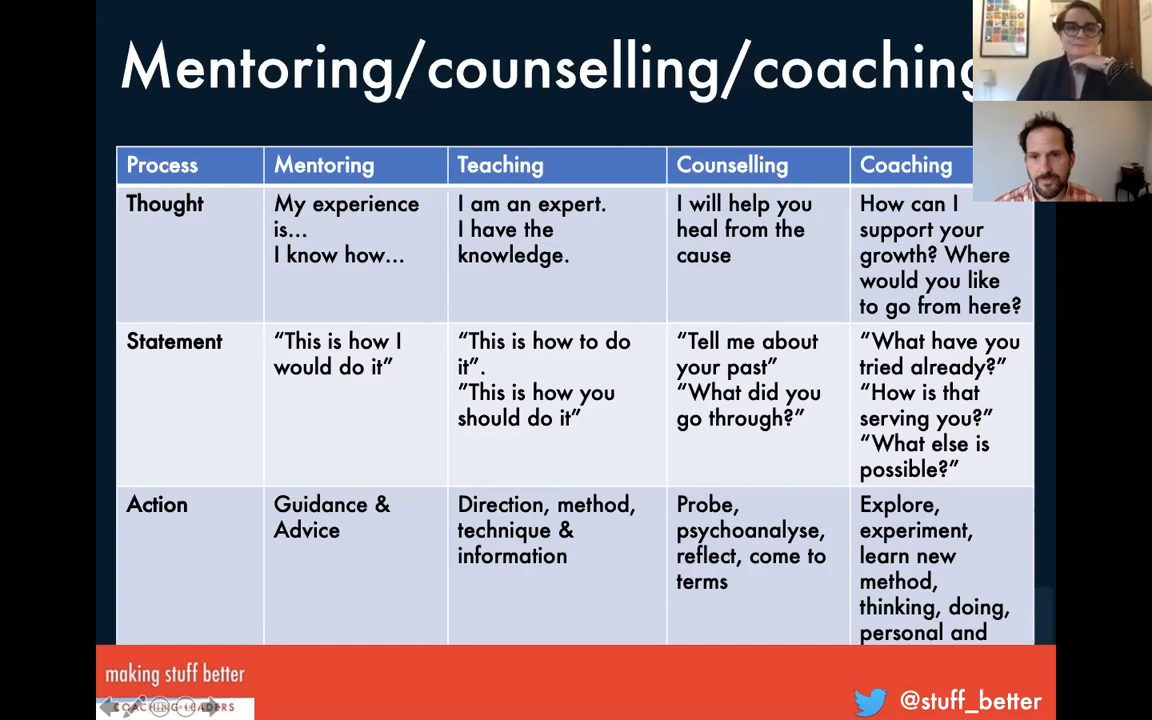 Mentoring/counselling/coaching
Process
Mentoring
Teaching
Counselling
Coaching
Thought
My experience
is...
I know how...
I am an expert.
I have the
knowledge.
I will help you
heal from the
cause
How can I
support your
growth? Where
would you like
to go from here?
Statement
“This is how I
would do it”
“This is how to do
it”.
”This is how you
should do it”
“Tell me about
your past”
“What did you
go through?”
“What have you
tried already?”
“How is that
serving you?”
“What else is
possible?”
Action
Guidance &
Advice
Direction, method,
technique &
information
Probe,
psychoanalyse,
reflect, come to
terms
Explore,
experiment,
learn new
method,
thinking, doing,
personal and
making stuff better
COACHING LEADERS
@stuff_better